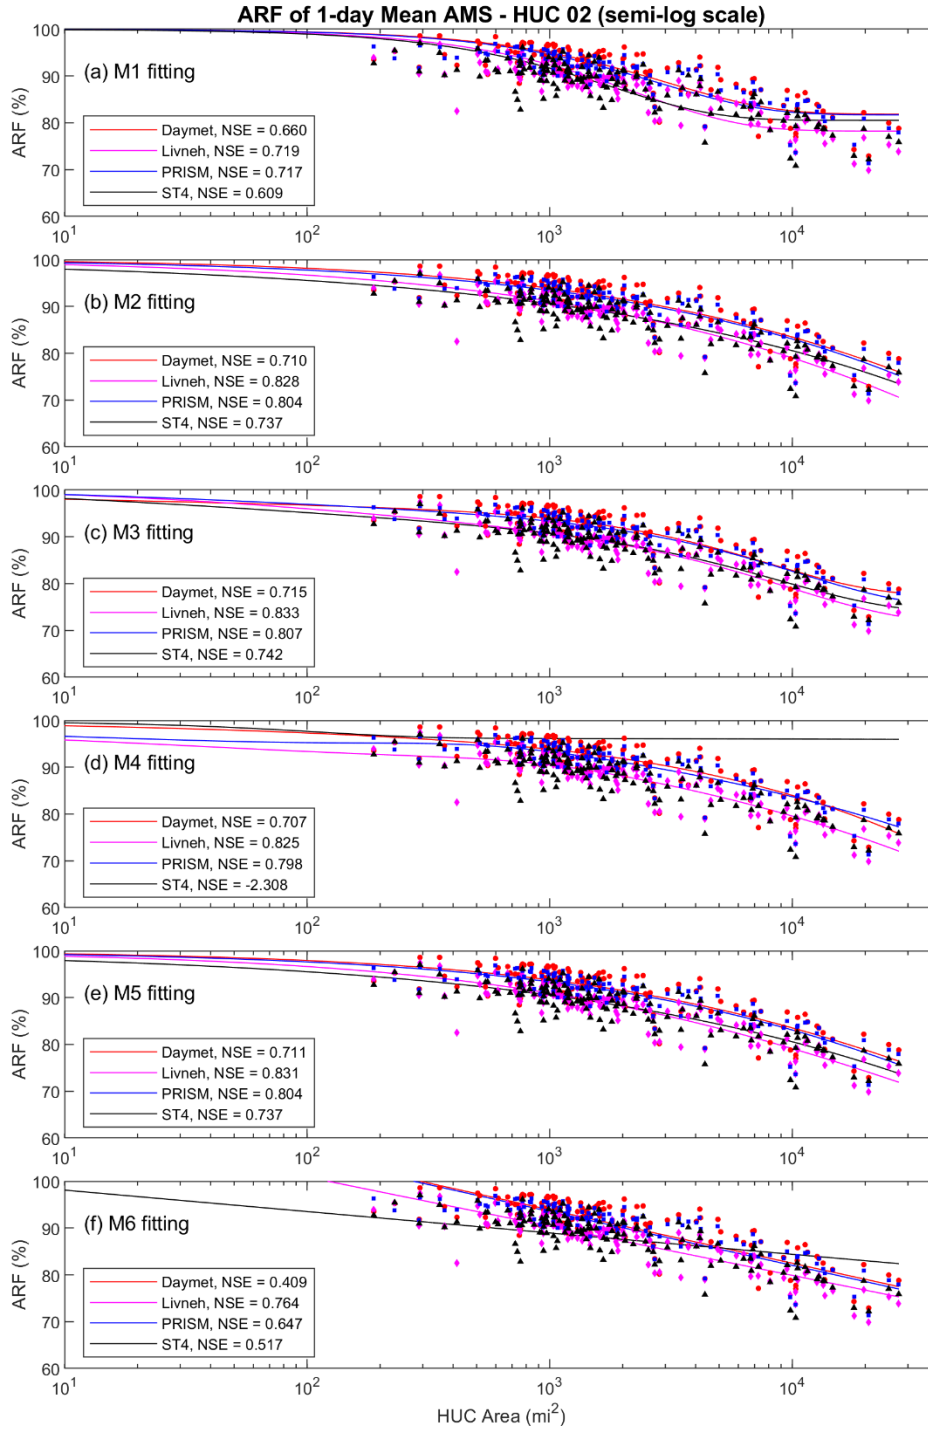 ARF of 1-day Mean AMS - HUC 02 (semi-log scale)
100
90
80
70
60
ARF (%)
(a) M1 fitting
Daymet, NSE = 0.660
Livneh, NSE = 0.719
PRISM, NSE = 0.717
ST4, NSE = 0.609
10^1 10^2 10^3 10^4
100
90
80
70
60
ARF (%)
(b) M2 fitting
Daymet, NSE = 0.710
Livneh, NSE = 0.828
PRISM, NSE = 0.804
ST4, NSE = 0.737
10^1 10^2 10^3 10^4
100
90
80
70
60
ARF (%)
(c) M3 fitting
Daymet, NSE = 0.715
Livneh, NSE = 0.833
PRISM, NSE = 0.807
ST4, NSE = 0.742
10^1 10^2 10^3 10^4
100
90
80
70
60
ARF (%)
(d) M4 fitting
Daymet, NSE = 0.707
Livneh, NSE = 0.825
PRISM, NSE = 0.798
ST4, NSE = -2.308
10^1 10^2 10^3 10^4
100
90
80
70
60
ARF (%)
(e) M5 fitting
Daymet, NSE = 0.711
Livneh, NSE = 0.831
PRISM, NSE = 0.804
ST4, NSE = 0.737
10^1 10^2 10^3 10^4
100
90
80
70
60
ARF (%)
(f) M6 fitting
Daymet, NSE = 0.409
Livneh, NSE = 0.764
PRISM, NSE = 0.647
ST4, NSE = 0.517
10^1 10^2 10^3 10^4
HUC Area (mi^2)